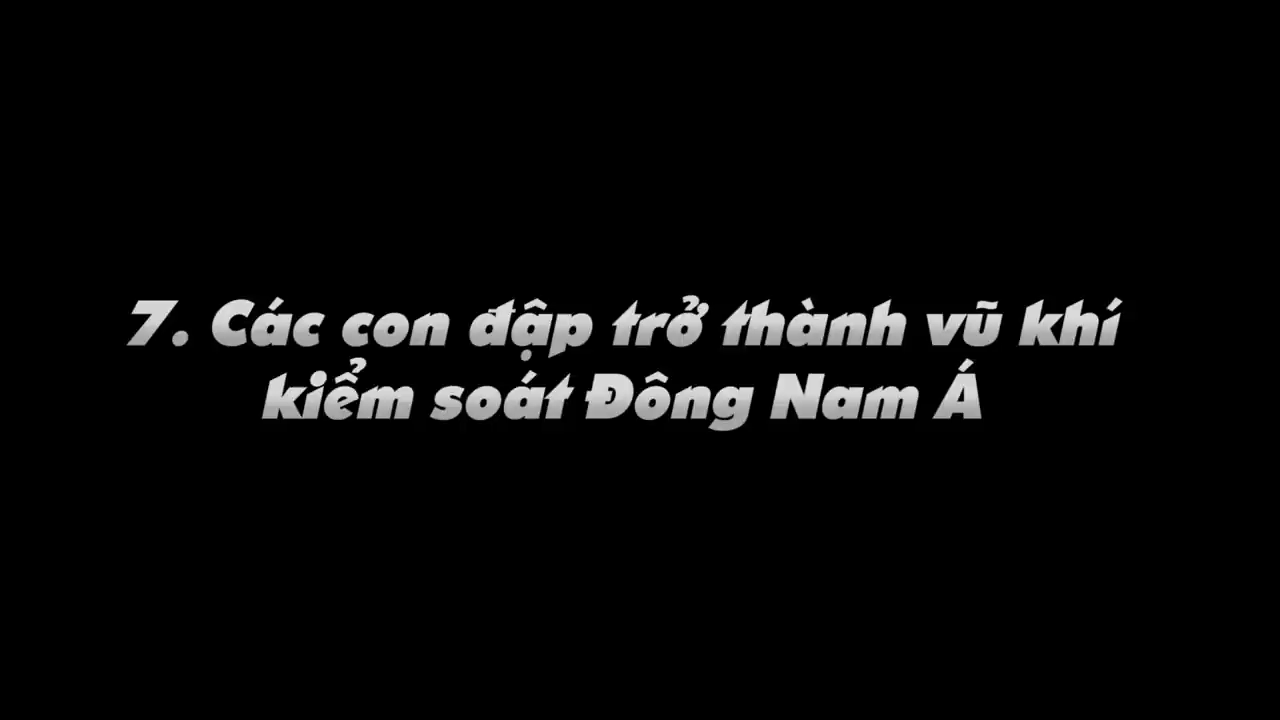 7. Các con đập trở thành vũ khí
kiểm soát Đông Nam Á